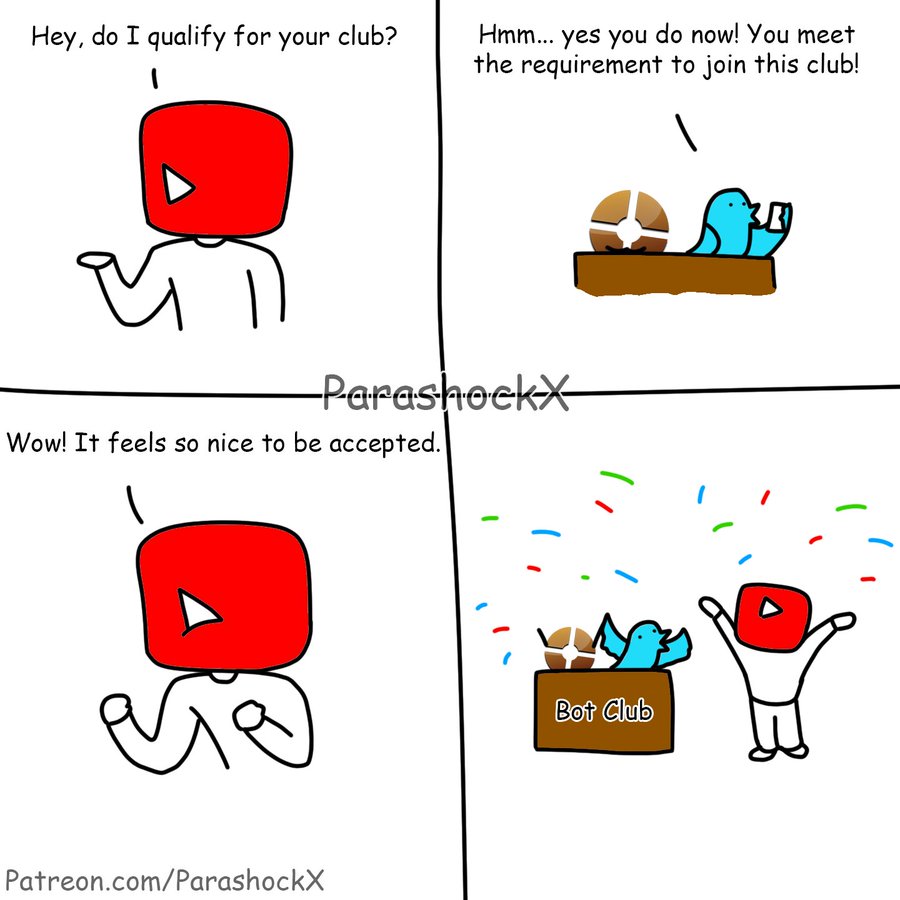 Hey, do I qualify for your club?
Hmm... yes you do now! You meet
the requirement to join this club!
ParashockX
Wow! It feels so nice to be accepted.
Bot Club
Patreon.com/ParashockX